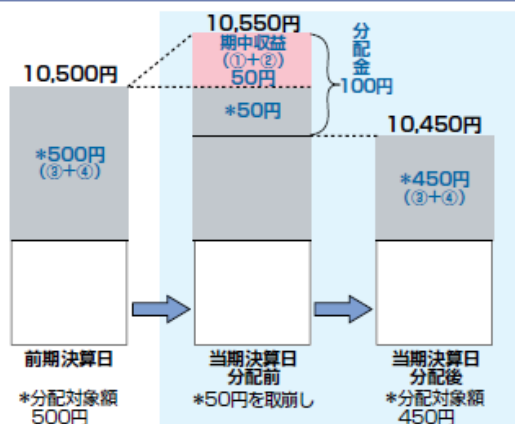 10,500円
*500円
(③+④)
前期決算日
*分配対象額
500円
10,550円
期中収益
(①+②)
50円
*50円
分配金
100円
当期決算日
分配前
*50円を取崩し
10,450円
*450円
(③+④)
当期決算日
分配後
*分配対象額
450円